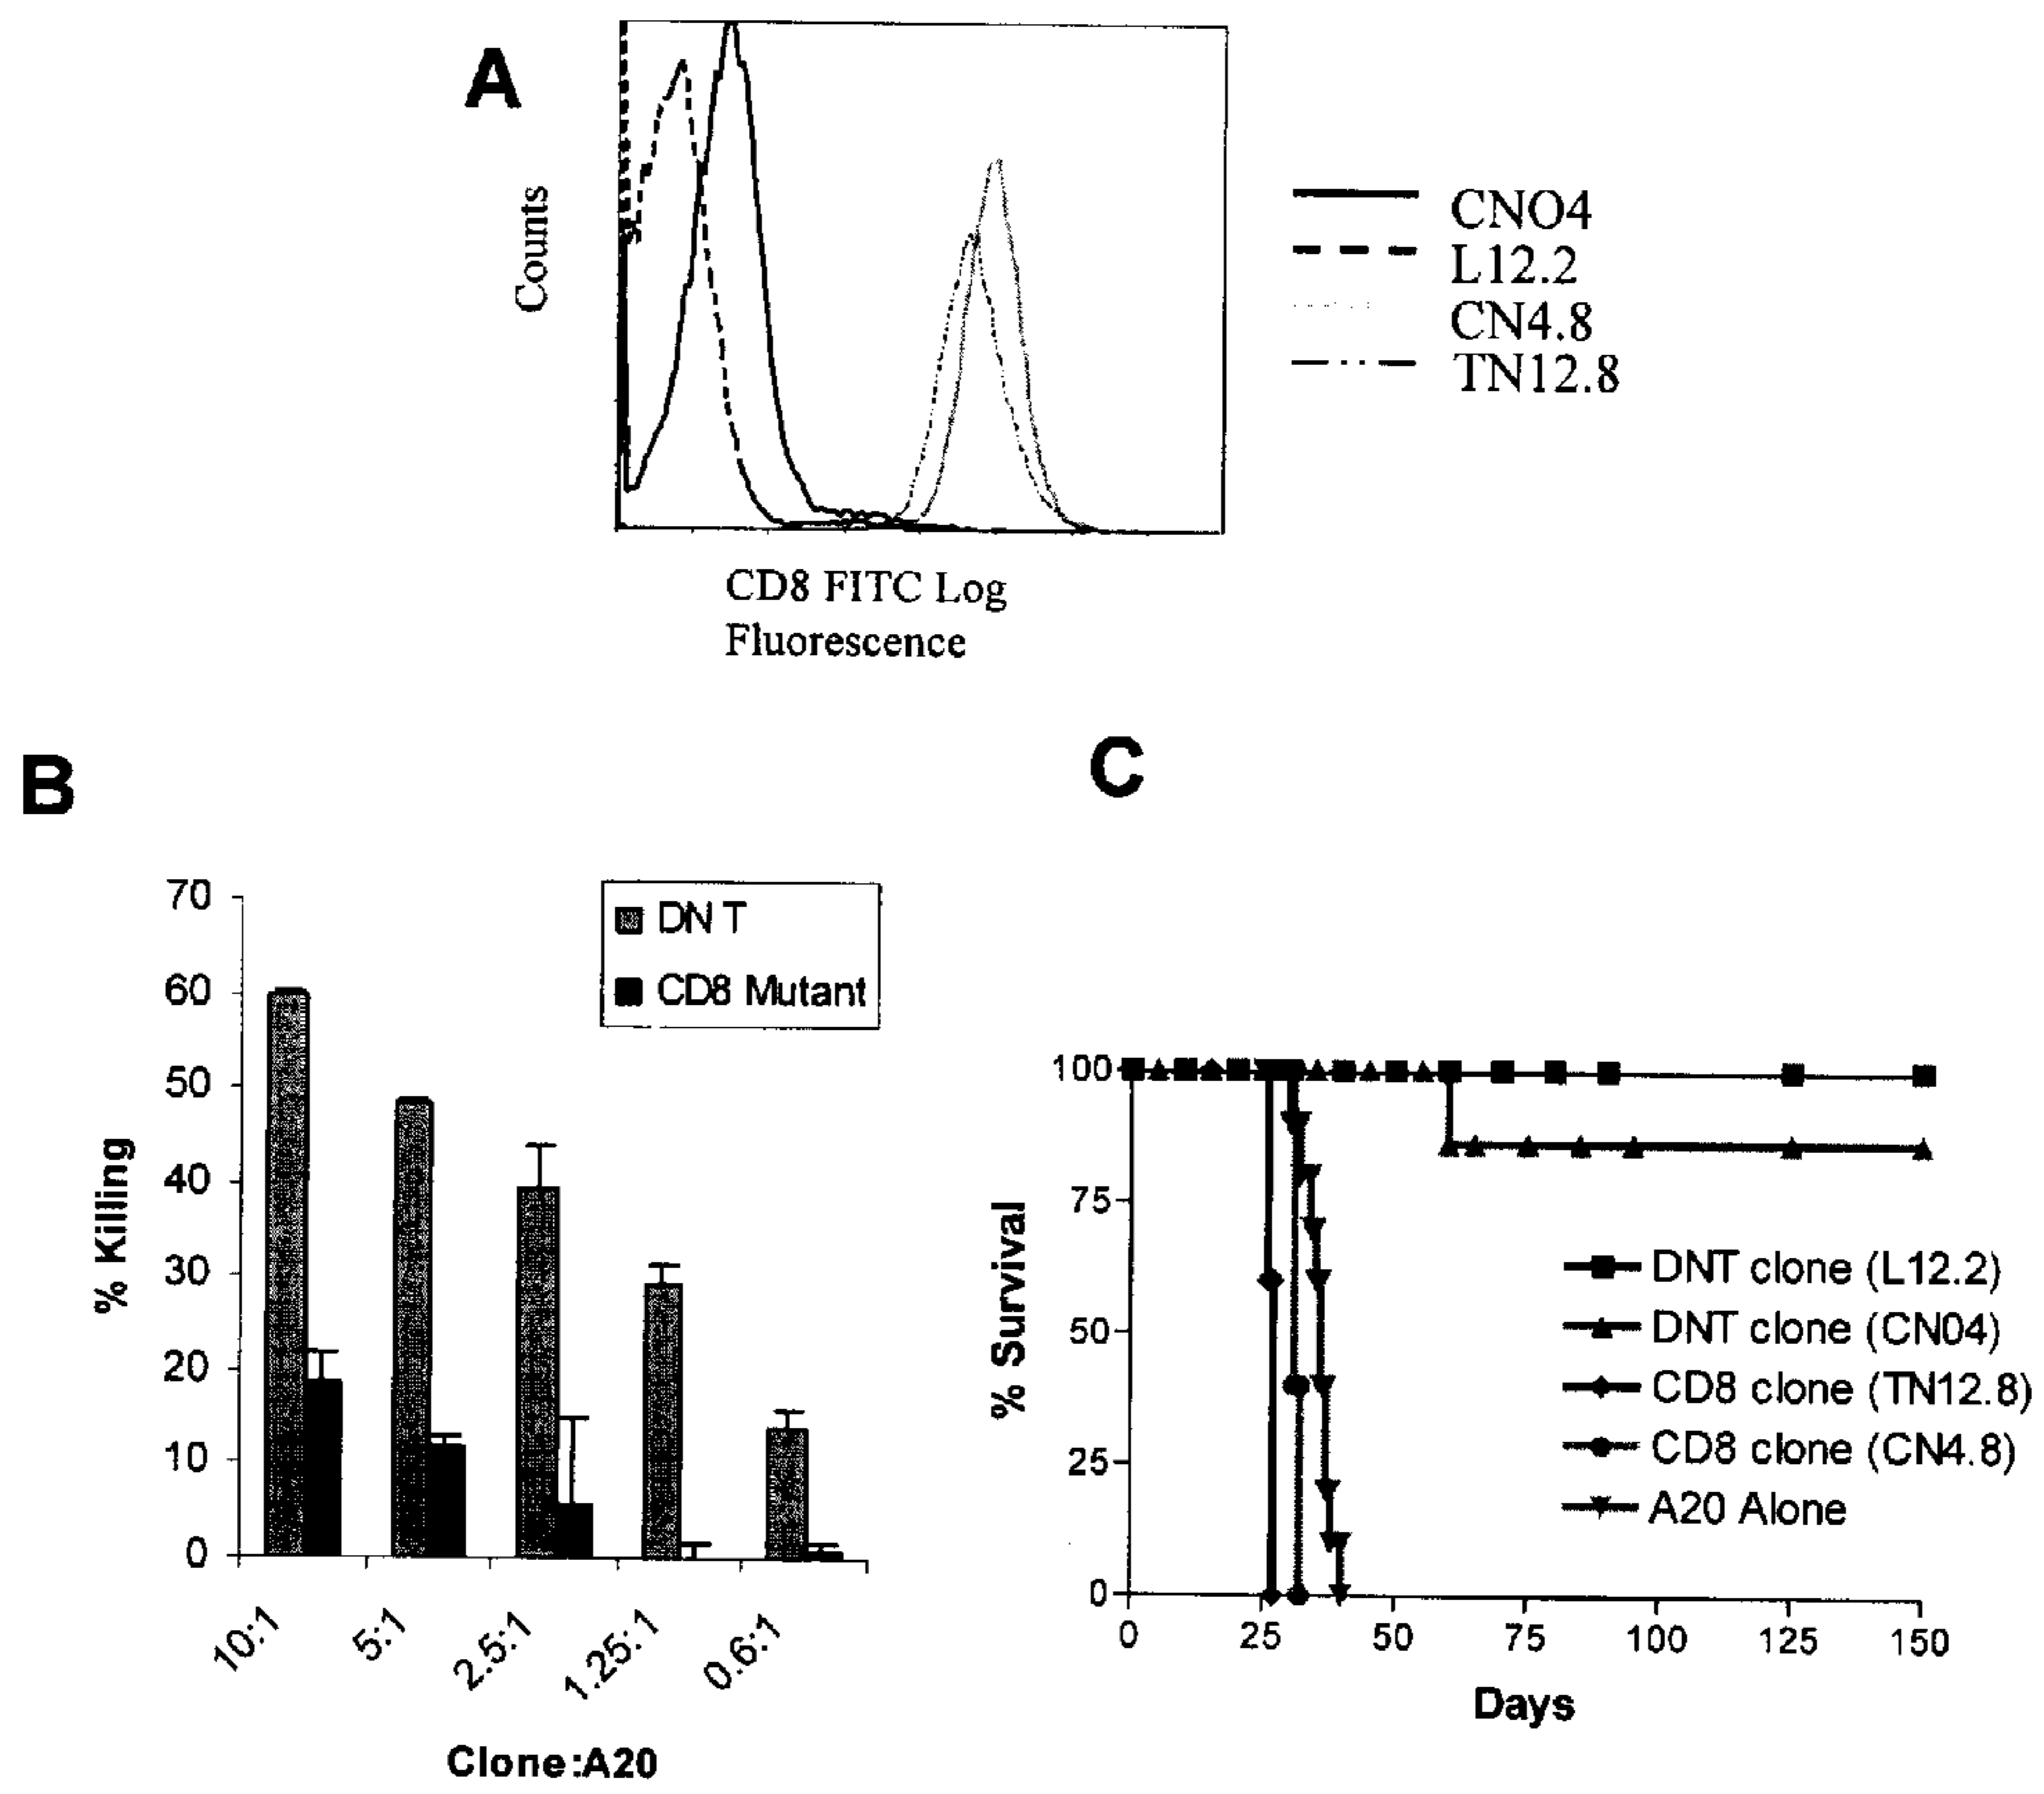 A
Counts
CNO4
L12.2
CN4.8
TN12.8
CD8 FITC Log
Fluorescence
B
70
60
50
40
30
20
10
0
% Killing
DN T
CD8 Mutant
10:1
5:1
2.5:1
1.25:1
0.6:1
Clone:A20
C
100
75
50
25
0
% Survival
DNT clone (L12.2)
DNT clone (CN04)
CD8 clone (TN12.8)
CD8 clone (CN4.8)
A20 Alone
0
25
50
75
100
125
150
Days